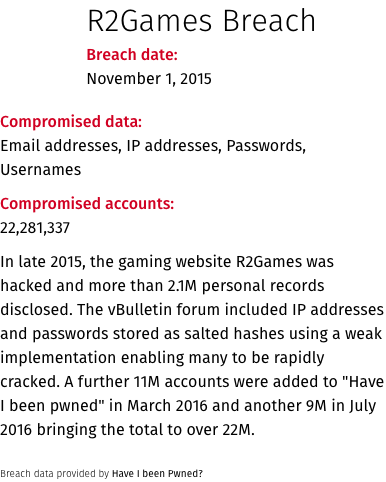 R2Games Breach
Breach date:
November 1, 2015
Compromised data:
Email addresses, IP addresses, Passwords,
Usernames
Compromised accounts:
22,281,337
In late 2015, the gaming website R2Games was
hacked and more than 2.1M personal records
disclosed. The vBulletin forum included IP addresses
and passwords stored as salted hashes using a weak
implementation enabling many to be rapidly
cracked. A further 11M accounts were added to "Have
I been pwned" in March 2016 and another 9M in July
2016 bringing the total to over 22M.
Breach data provided by Have I been Pwned?